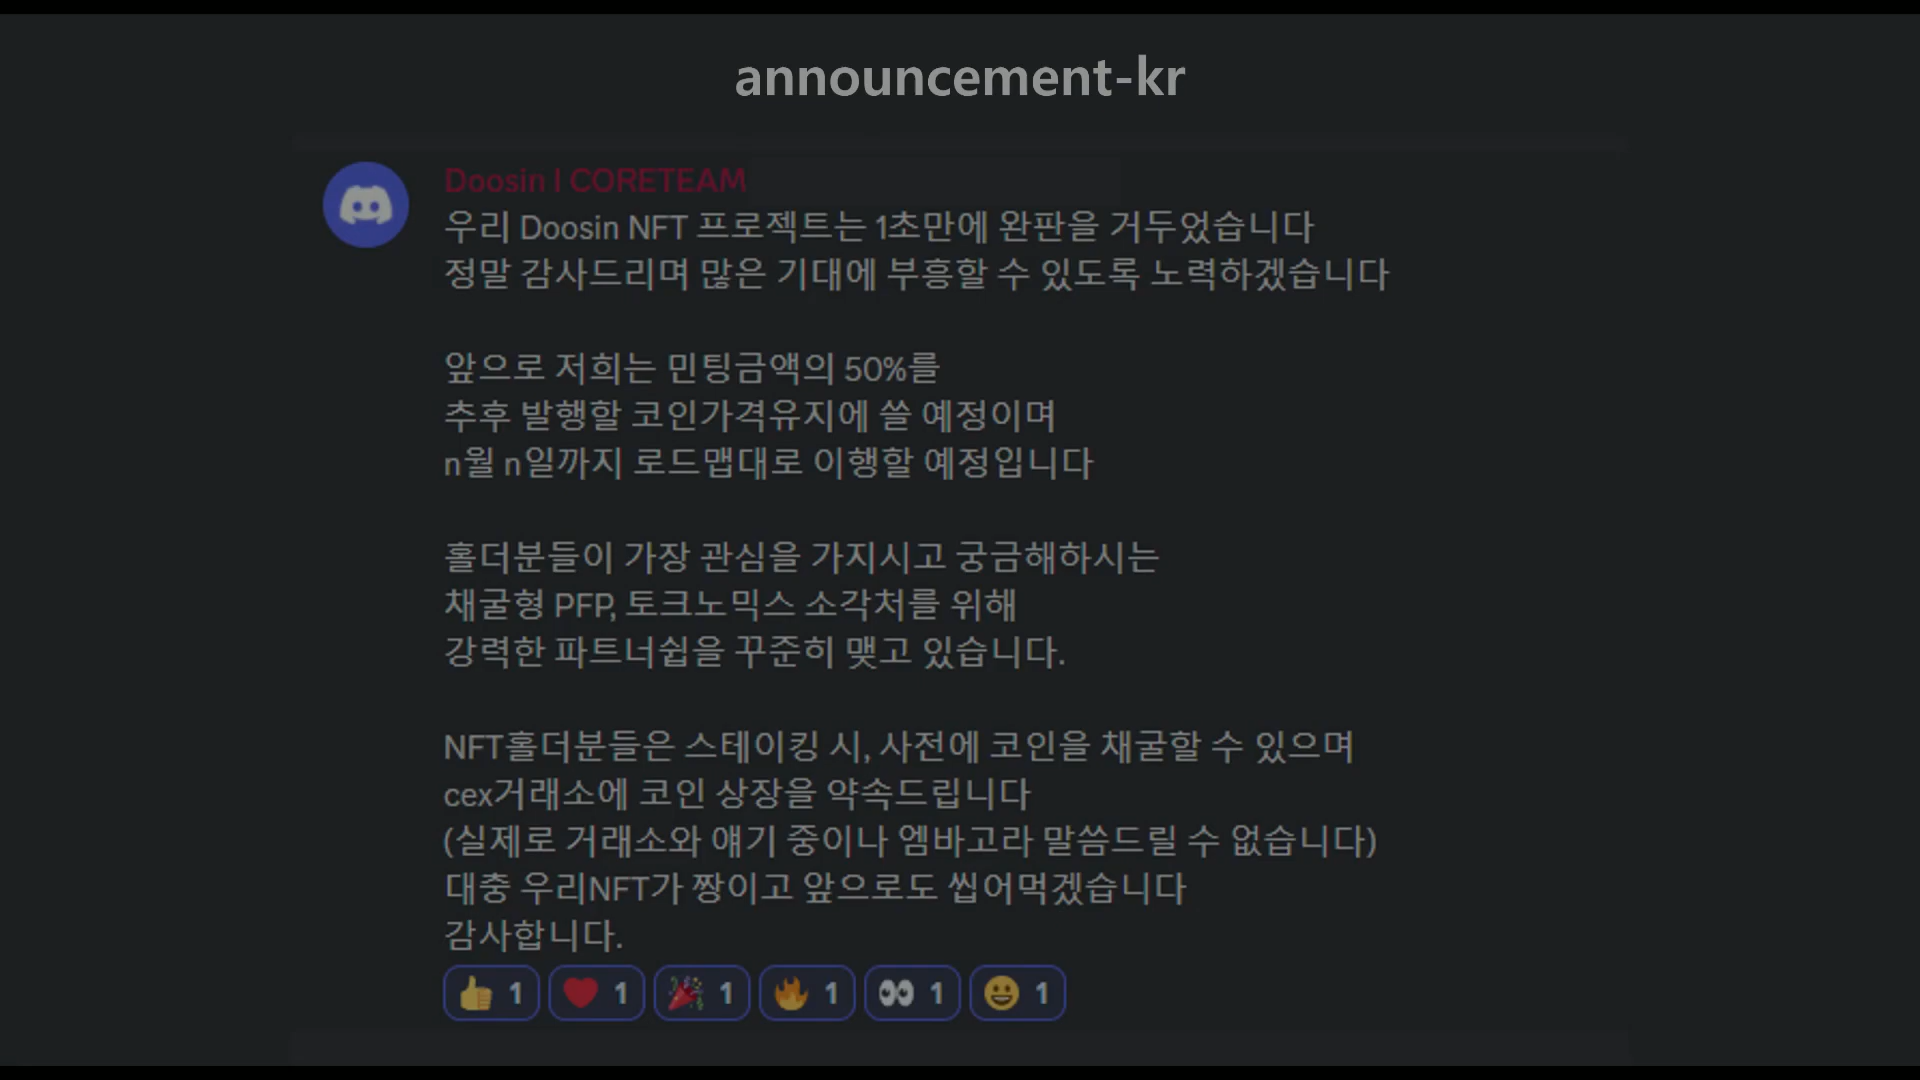 announcement-kr
Doosin | CORETEAM
우리 Doosin NFT 프로젝트는 1초만에 완판을 거두었습니다
정말 감사드리며 많은 기대에 부흥할 수 있도록 노력하겠습니다
앞으로 저희는 민팅금액의 50%를
추후 발행할 코인가격유지에 쓸 예정이며
n월 n일까지 로드맵대로 이행할 예정입니다
홀더분들이 가장 관심을 가지시고 궁금해하시는
채굴형 PFP, 토크노믹스 소각처를 위해
강력한 파트너쉽을 꾸준히 맺고 있습니다.
NFT홀더분들은 스테이킹 시, 사전에 코인을 채굴할 수 있으며
cex거래소에 코인 상장을 약속드립니다
(실제로 거래소와 얘기 중이나 엠바고라 말씀드릴 수 없습니다)
대충 우리NFT가 짱이고 앞으로도 씹어먹겠습니다
감사합니다.
1 1 1 1 1 1